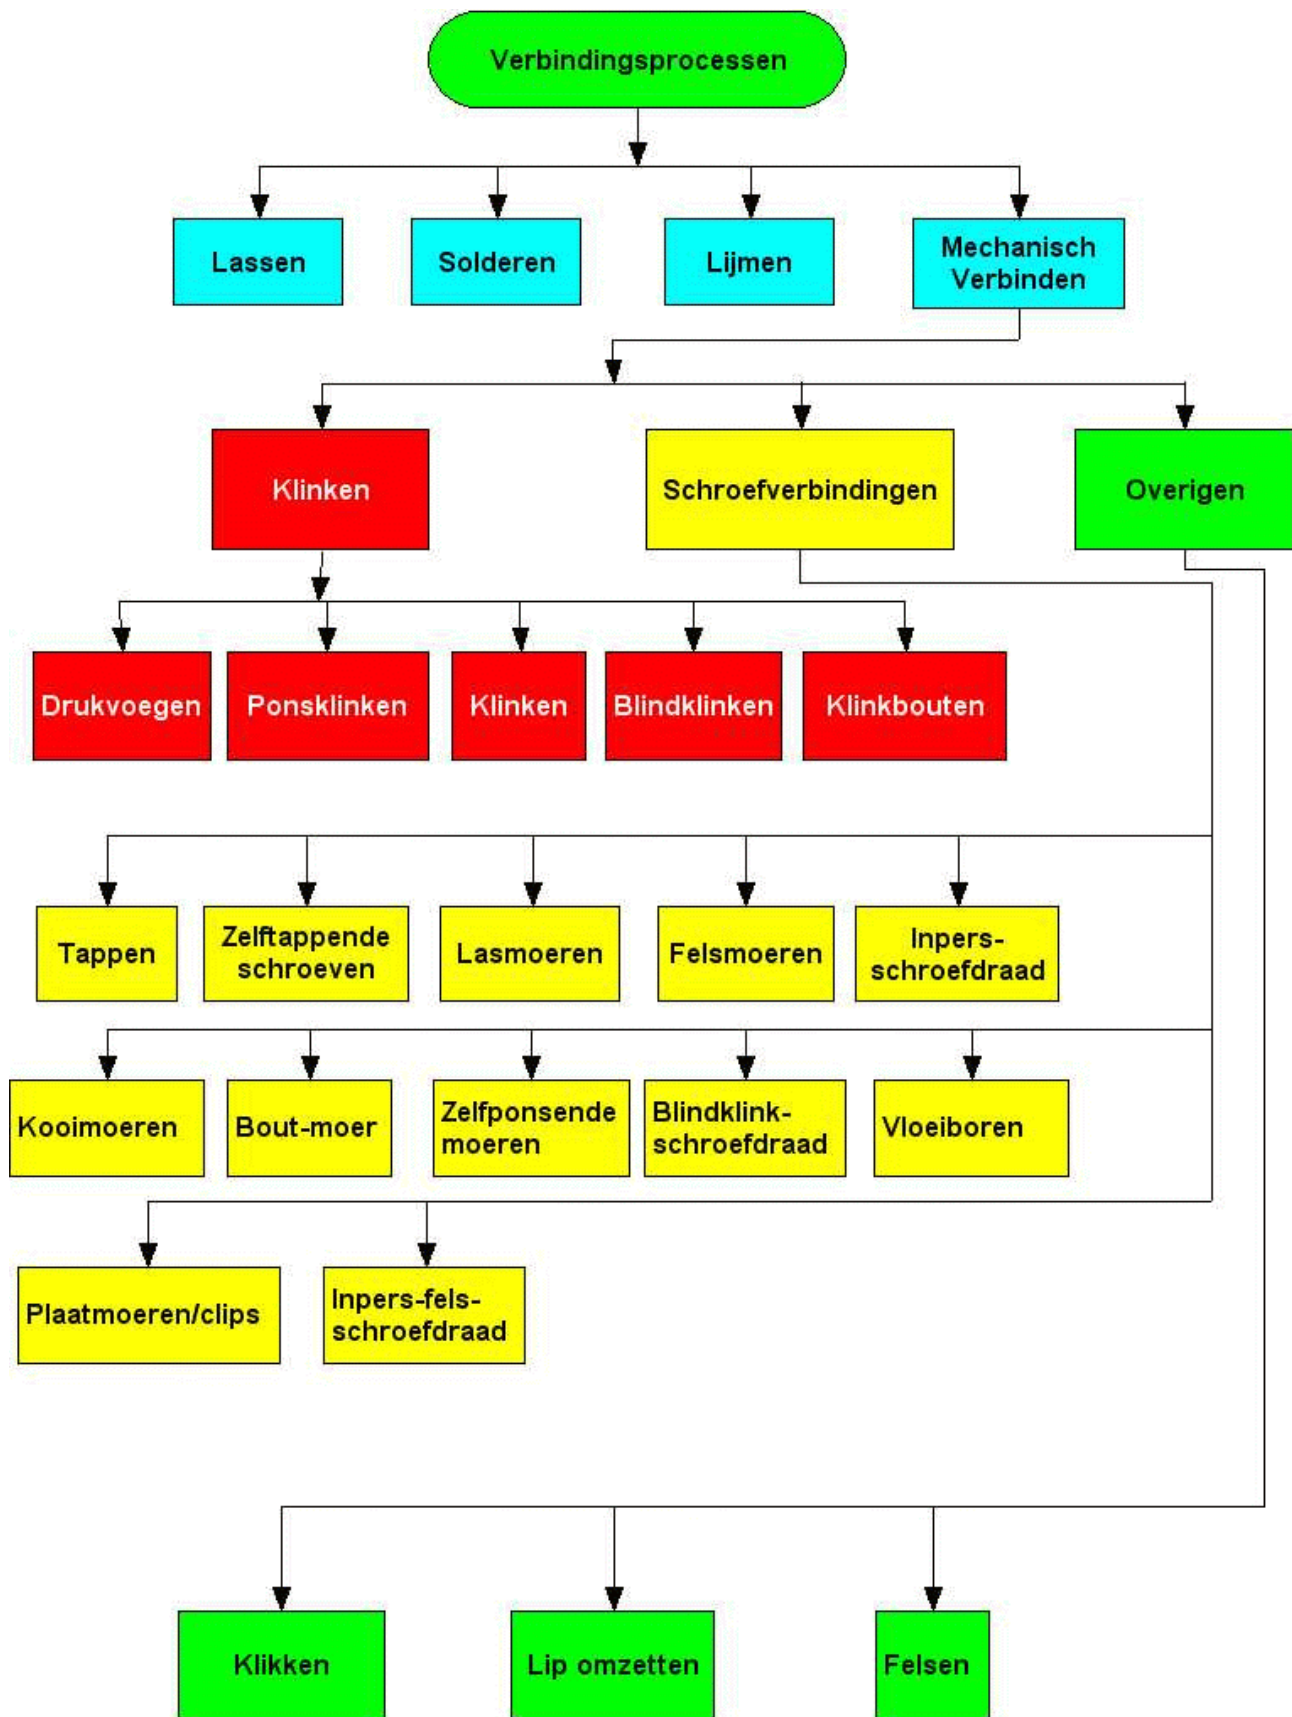 Verbindingsprocessen
Lassen
Solderen
Lijmen
Mechanisch
Verbinden
Klinken
Schroefverbindingen
Overigen
Drukvoegen
Ponsklinken
Klinken
Blindklinken
Klinkbouten
Tappen
Zelftappende
schroeven
Lasmoeren
Felsmoeren
Inpers-
schroefdraad
Kooimoeren
Bout-moer
Zelfponsende
moeren
Blindklink-
schroefdraad
Vloeiboren
Plaatmoeren/clips
Inpers-fels-
schroefdraad
Klikken
Lip omzetten
Felsen